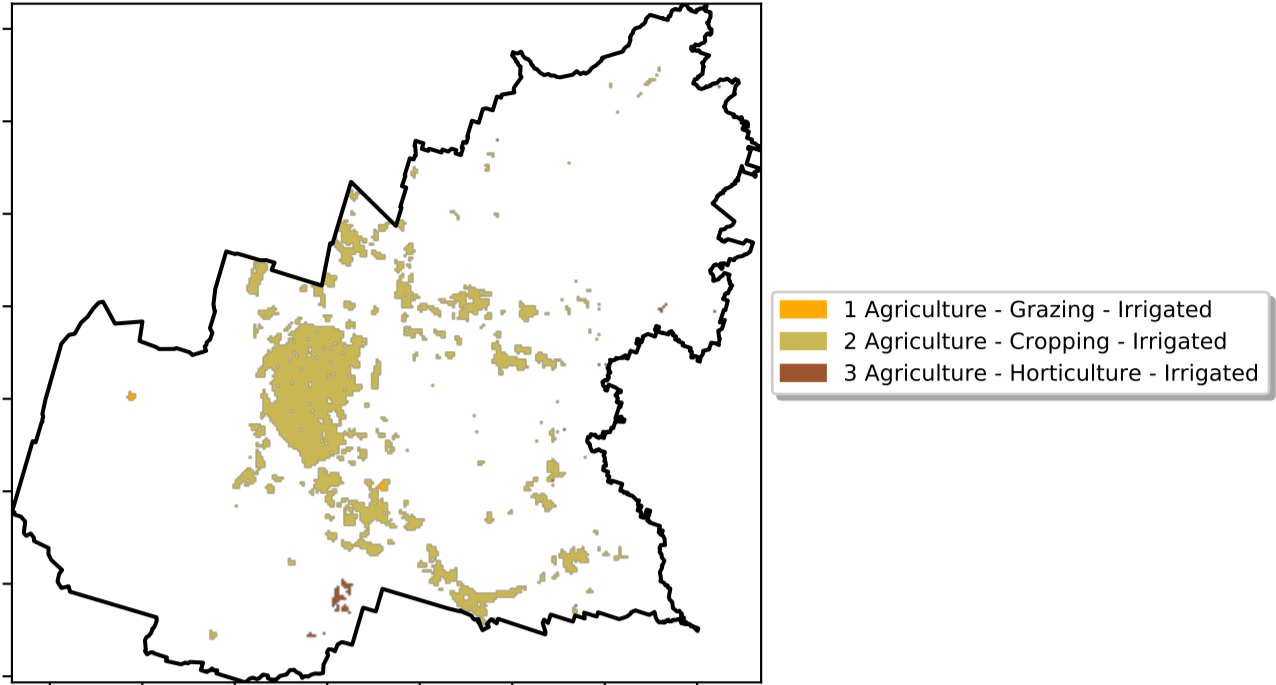 1 Agriculture - Grazing - Irrigated
2 Agriculture - Cropping - Irrigated
3 Agriculture - Horticulture - Irrigated